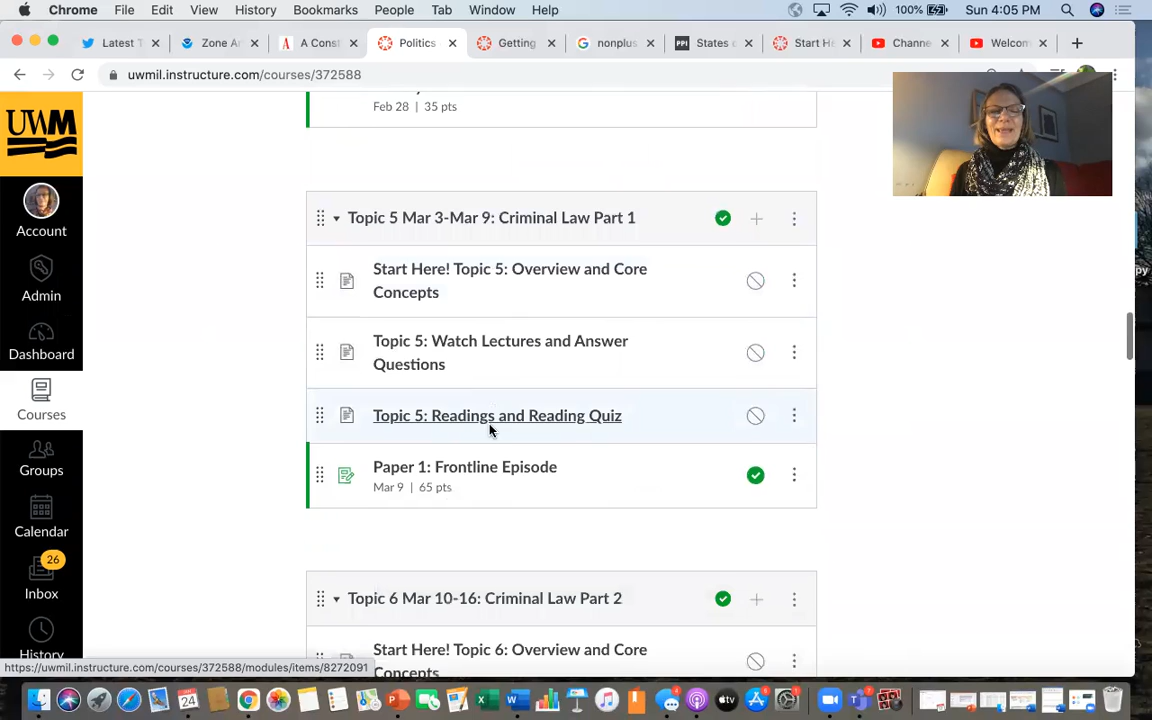 Chrome File Edit View History Bookmarks People Tab Window Help 100% Sun 4:05 PM
Latest T Zone A A Cons Politics Getting nonplus PPI States o Start He Channe Welcom
uwmil.instructure.com/courses/372588
UWM
Feb 28 | 35 pts
Topic 5 Mar 3-Mar 9: Criminal Law Part 1
Account
Start Here! Topic 5: Overview and Core
Concepts
Admin
Topic 5: Watch Lectures and Answer
Questions
Dashboard
Topic 5: Readings and Reading Quiz
Courses
Paper 1: Frontline Episode
Mar 9 | 65 pts
Groups
Calendar
26
Inbox
Topic 6 Mar 10-16: Criminal Law Part 2
History
Start Here! Topic 6: Overview and Core
Concepts
https://uwmil.instructure.com/courses/372588/modules/items/8272091
24